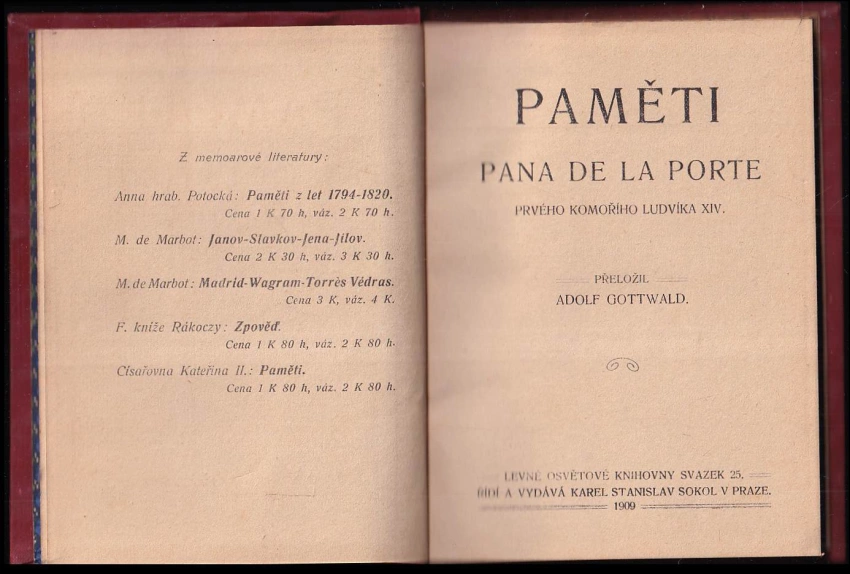 Z memoarové literatury:
Anna hrab. Potocká: Paměti z let 1794-1820.
Cena 1 K 70 h, váz. 2 K 70 h.
M. de Marbot: Janov-Slavkov-Jena-Jílov.
Cena 2 K 30 h, váz. 3 K 30 h.
M. de Marbot: Madrid-Wagram-Torrès Védras.
Cena 3 K, váz. 4 K.
F. kníže Rákoczy: Zpověď.
Cena 1 K 80 h, váz. 2 K 80 h.
Císařovna Kateřina II.: Paměti.
Cena 1 K 80 h, váz. 2 K 80 h.
PAMĚTI
PANA DE LA PORTE
PRVÉHO KOMOŘÍHO LUDVÍKA XIV.
PŘELOŽIL
ADOLF GOTTWALD.
LEVNÉ OSVĚTOVÉ KNIHOVNY SVAZEK 25.
ŘÍDÍ A VYDÁVÁ KAREL STANISLAV SOKOL V PRAZE.
1909